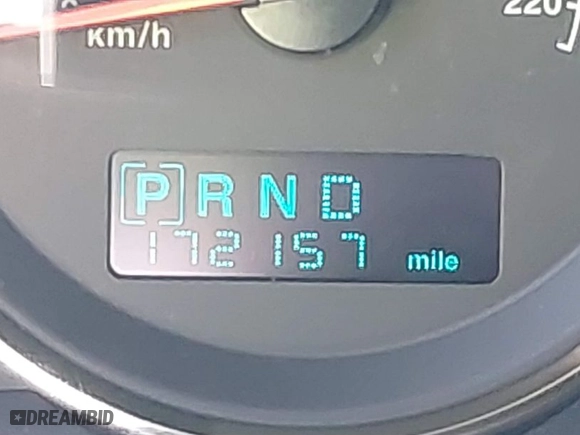 220
km/h
[P] R N D
172157 mile
DREAMBID